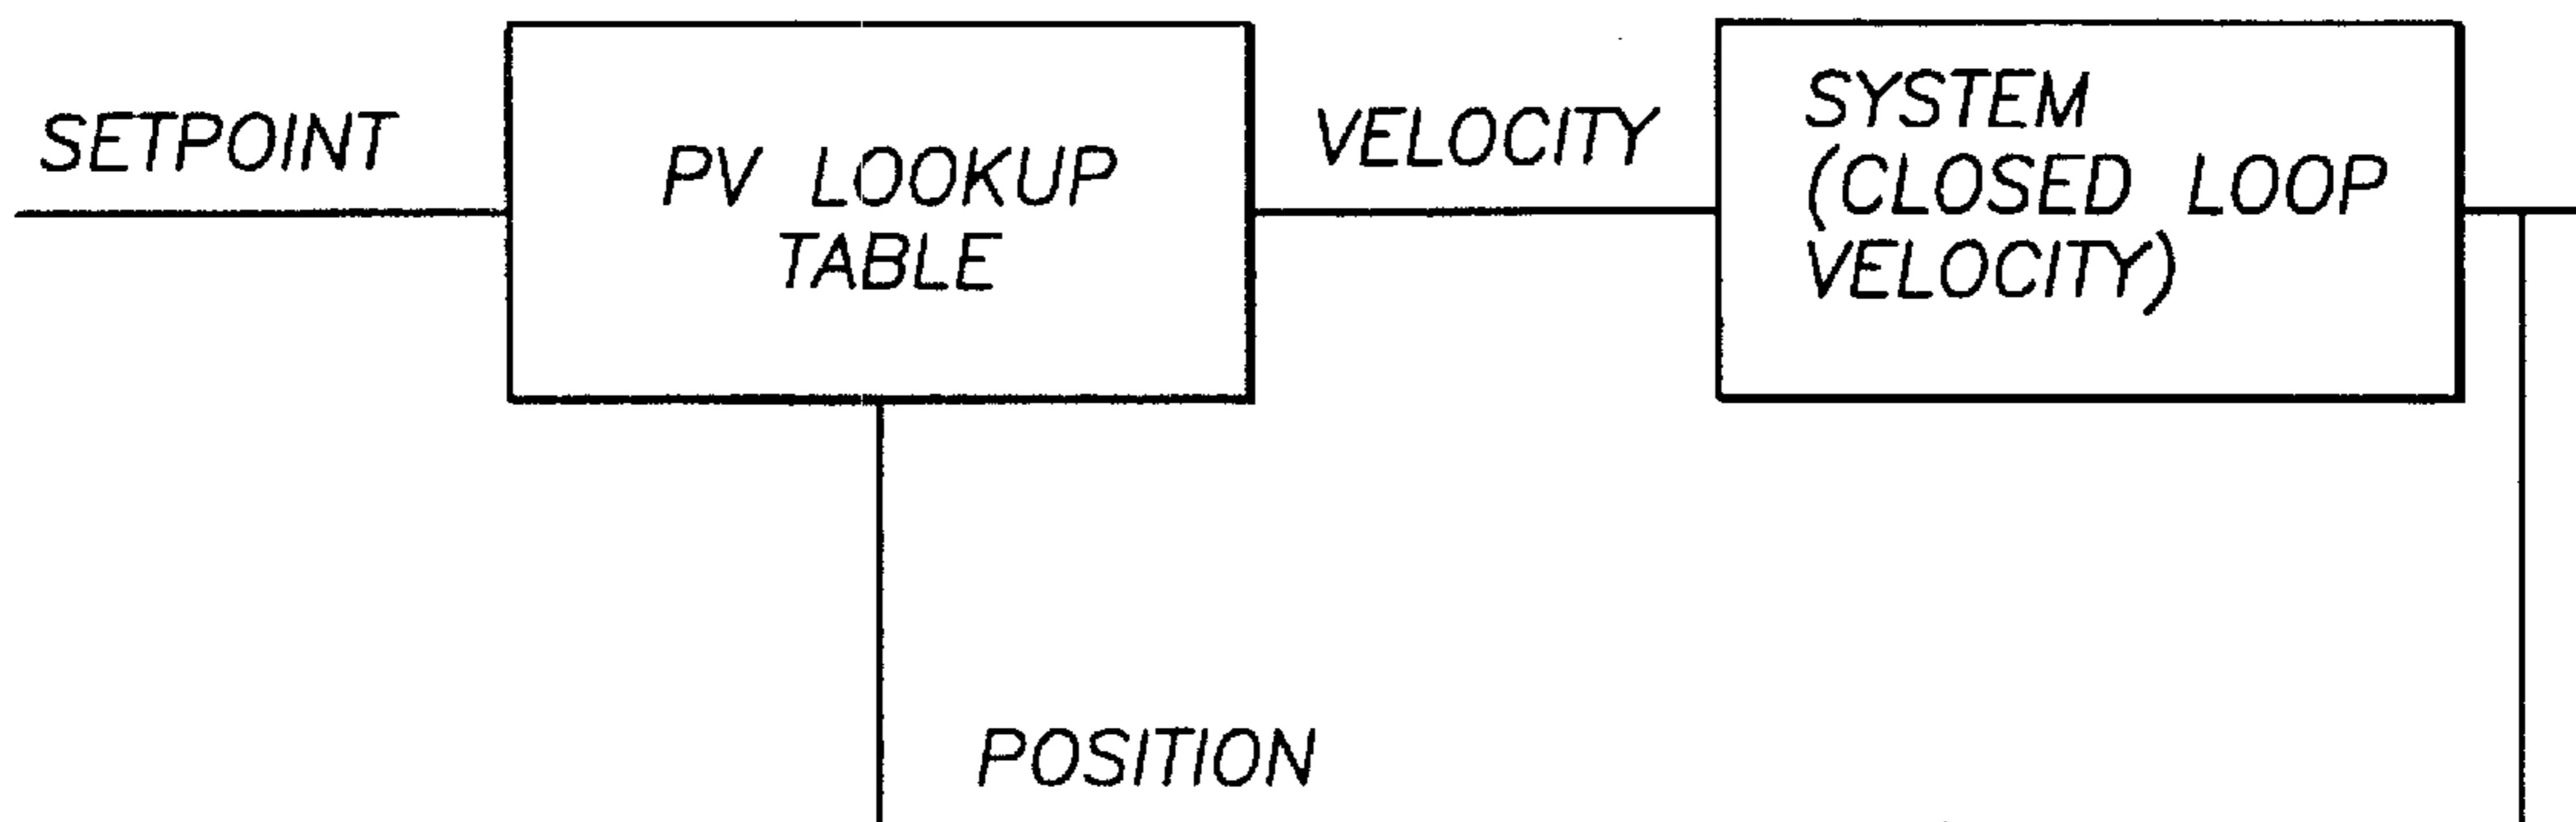 SETPOINT
PV LOOKUP
TABLE
VELOCITY
SYSTEM
(CLOSED LOOP
VELOCITY)
POSITION